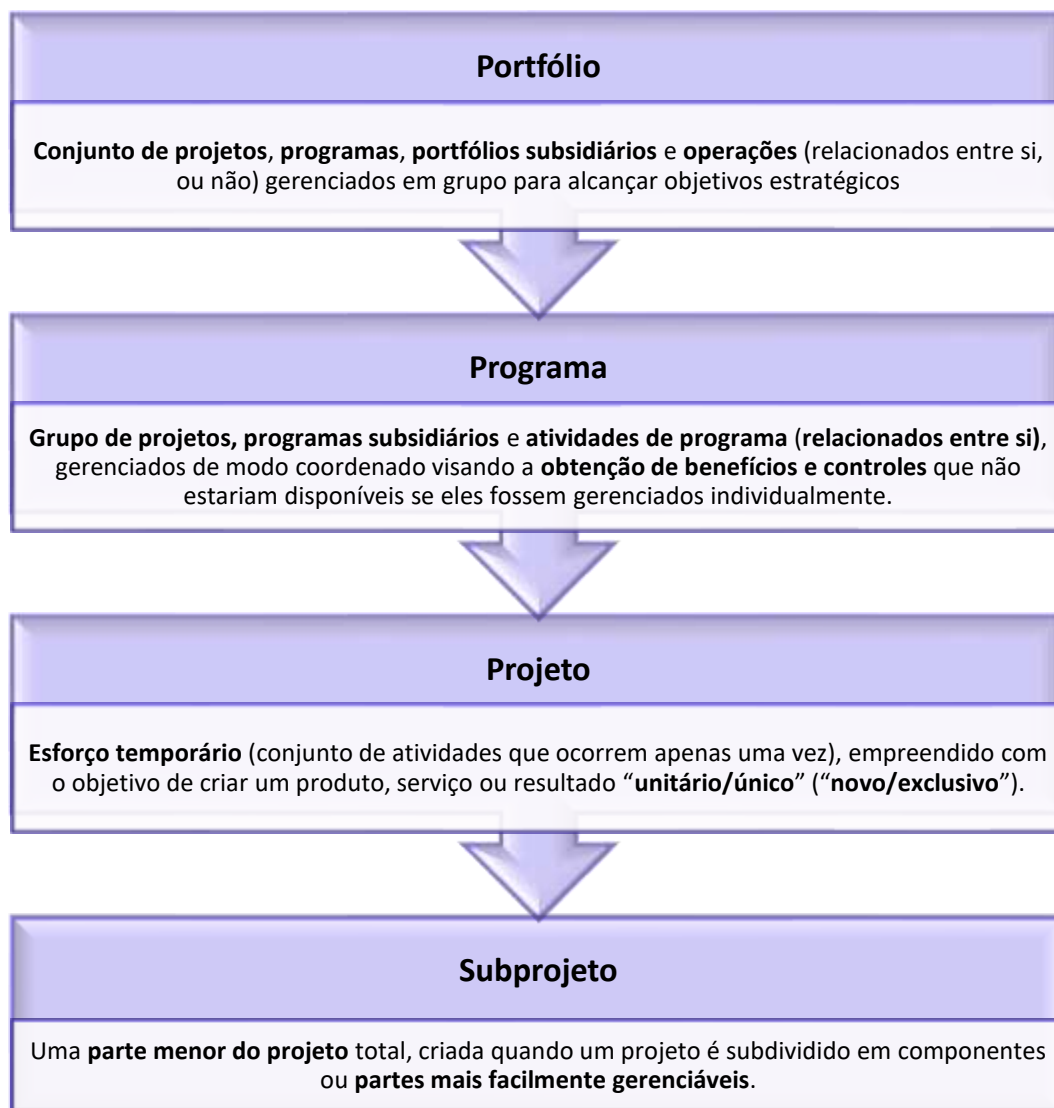 Portfólio
Conjunto de projetos, programas, portfólios subsidiários e operações (relacionados entre si,
ou não) gerenciados em grupo para alcançar objetivos estratégicos
Programa
Grupo de projetos, programas subsidiários e atividades de programa (relacionados entre si),
gerenciados de modo coordenado visando a obtenção de benefícios e controles que não
estariam disponíveis se eles fossem gerenciados individualmente.
Projeto
Esforço temporário (conjunto de atividades que ocorrem apenas uma vez), empreendido com
o objetivo de criar um produto, serviço ou resultado “unitário/único” (“novo/exclusivo”).
Subprojeto
Uma parte menor do projeto total, criada quando um projeto é subdividido em componentes
ou partes mais facilmente gerenciáveis.